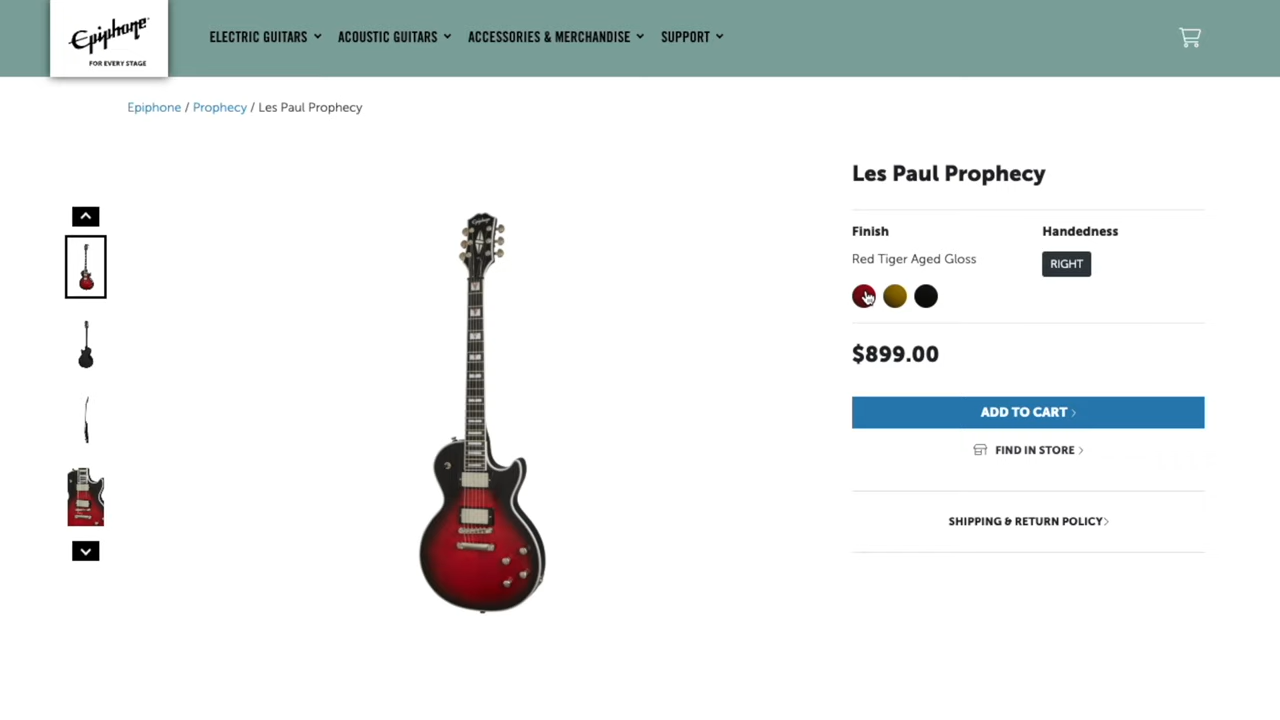 Epiphone
FOR EVERY STAGE
ELECTRIC GUITARS
ACOUSTIC GUITARS
ACCESSORIES & MERCHANDISE
SUPPORT
Epiphone / Prophecy / Les Paul Prophecy
Les Paul Prophecy
Finish
Handedness
Red Tiger Aged Gloss
RIGHT
$899.00
ADD TO CART
FIND IN STORE
SHIPPING & RETURN POLICY
Epiphone